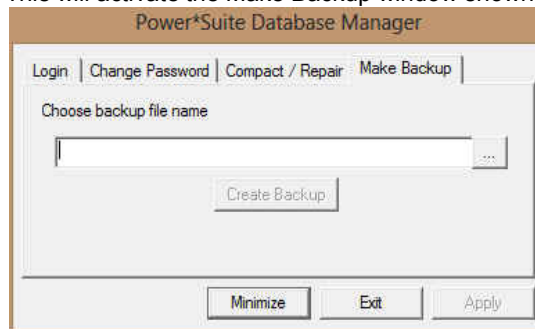 This will activate the Make Backup window shown
Power*Suite Database Manager
Login Change Password Compact / Repair Make Backup
Choose backup file name
...
Create Backup
Minimize Exit Apply